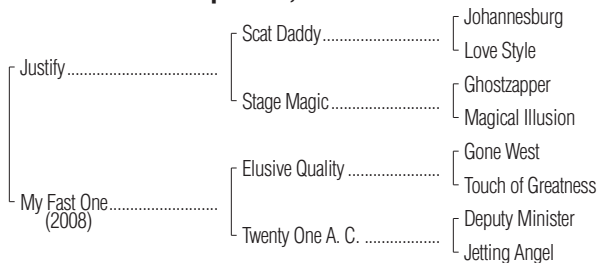 Johannesburg
Scat Daddy
Love Style
Justify
Ghostzapper
Stage Magic
Magical Illusion
Gone West
Elusive Quality
Touch of Greatness
My Fast One
(2008)
Deputy Minister
Twenty One A. C.
Jetting Angel